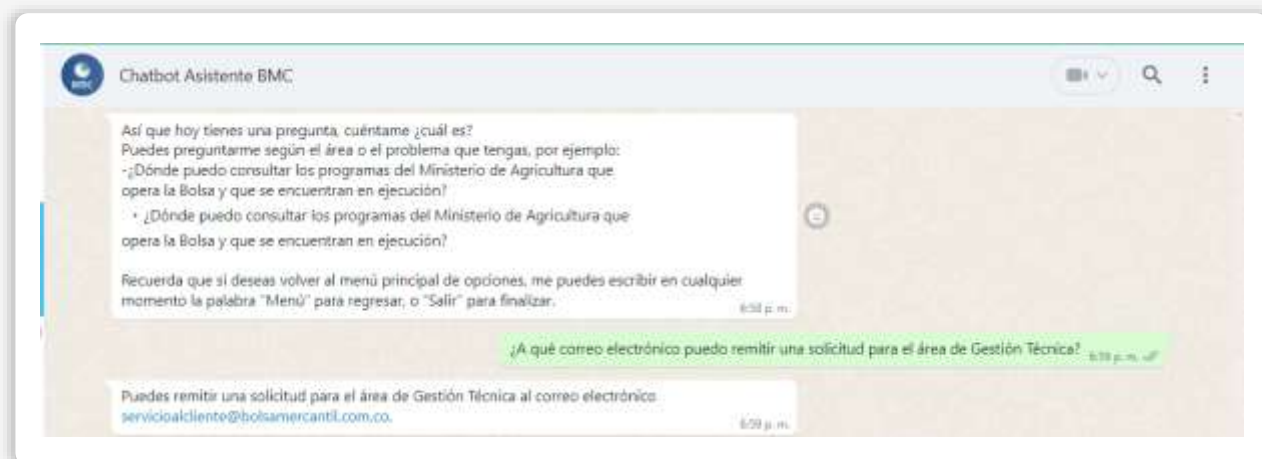 BMC
Chatbot Asistente BMC
Así que hoy tienes una pregunta, cuéntame ¿cuál es?
Puedes preguntarme según el área o el problema que tengas, por ejemplo:
-¿Dónde puedo consultar los programas del Ministerio de Agricultura que
opera la Bolsa y que se encuentran en ejecución?
• ¿Dónde puedo consultar los programas del Ministerio de Agricultura que
opera la Bolsa y que se encuentran en ejecución?
Recuerda que si deseas volver al menú principal de opciones, me puedes escribir en cualquier
momento la palabra "Menú" para regresar, o "Salir" para finalizar.
p. m.
¿A qué correo electrónico puedo remitir una solicitud para el área de Gestión Técnica?
6:59 p. m.
Puedes remitir una solicitud para el área de Gestión Técnica al correo electrónico
servicioalcliente@bolsamercantil.com.co.
6:59 p. m.